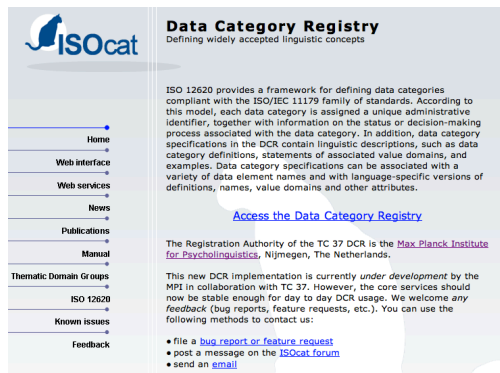 ISOcat
Data Category Registry
Defining widely accepted linguistic concepts
Home
Web interface
Web services
News
Publications
Manual
Thematic Domain Groups
ISO 12620
Known issues
Feedback
ISO 12620 provides a framework for defining data categories
compliant with the ISO/IEC 11179 family of standards. According to
this model, each data category is assigned a unique administrative
identifier, together with information on the status or decision-making
process associated with the data category. In addition, data category
specifications in the DCR contain linguistic descriptions, such as data
category definitions, statements of associated value domains, and
examples. Data category specifications can be associated with a
variety of data element names and with language-specific versions of
definitions, names, value domains and other attributes.
Access the Data Category Registry
The Registration Authority of the TC 37 DCR is the Max Planck Institute
for Psycholinguistics, Nijmegen, The Netherlands.
This new DCR implementation is currently under development by the
MPI in collaboration with TC 37. However, the core services should
now be stable enough for day to day DCR usage. We welcome any
feedback (bug reports, feature requests, etc.). You can use the
following methods to contact us:
• file a bug report or feature request
• post a message on the ISOcat forum
• send an email